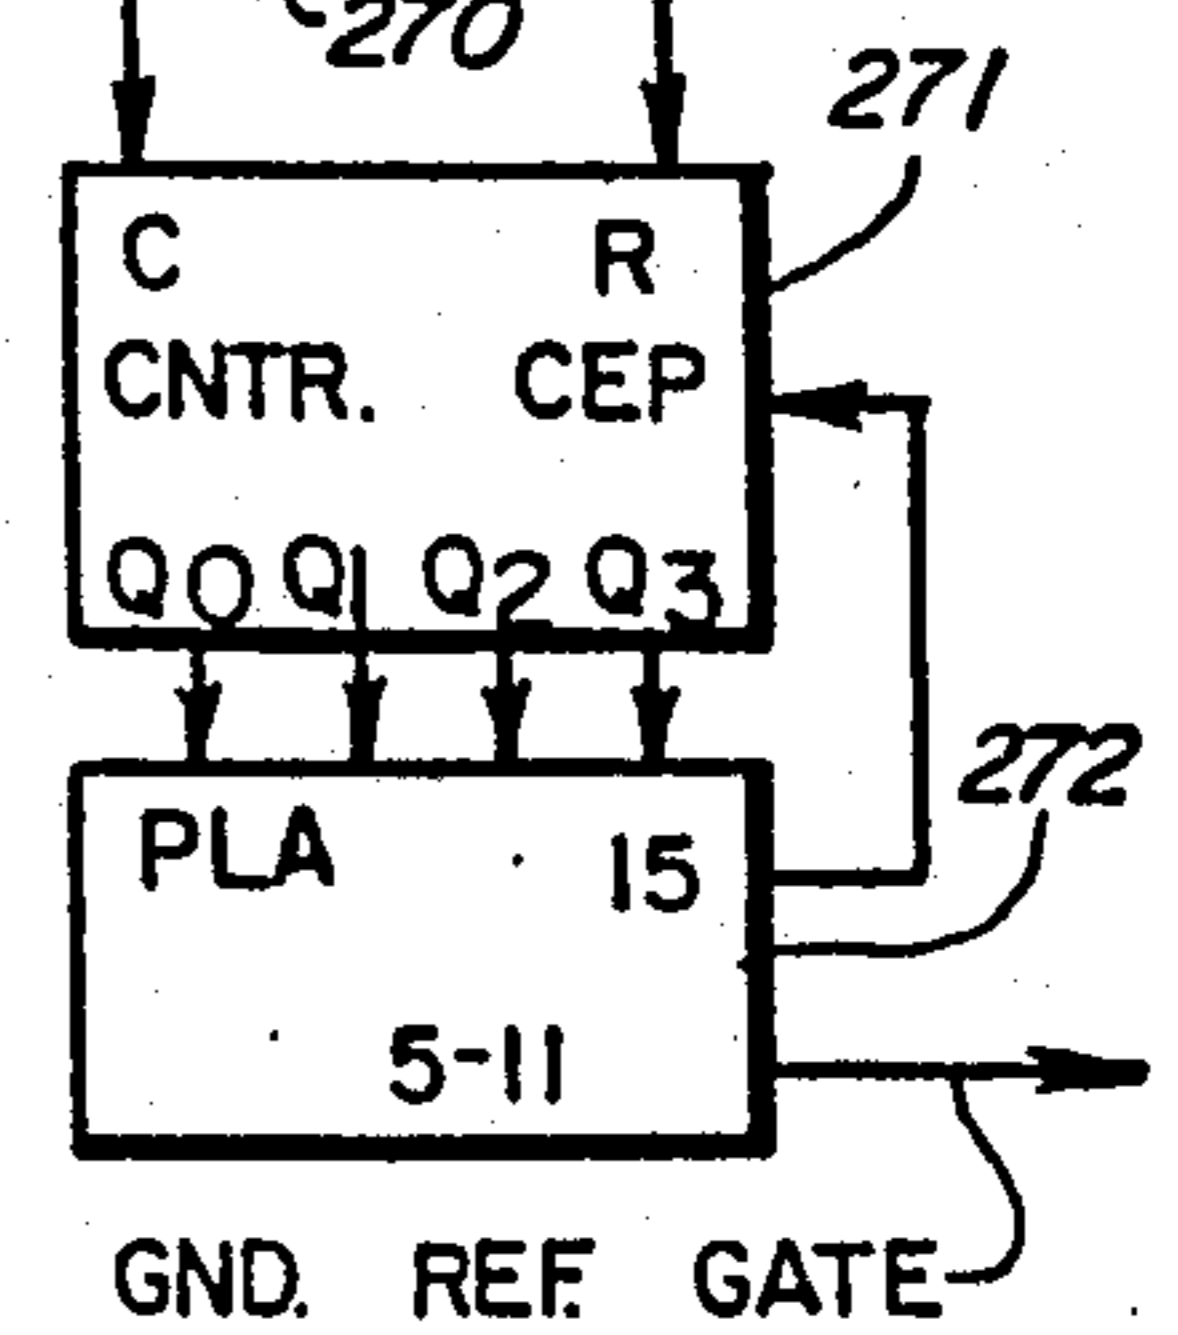 270
271
C R
CNTR. CEP
Q0 Q1 Q2 Q3
272
PLA 15
5-11
GND. REF. GATE